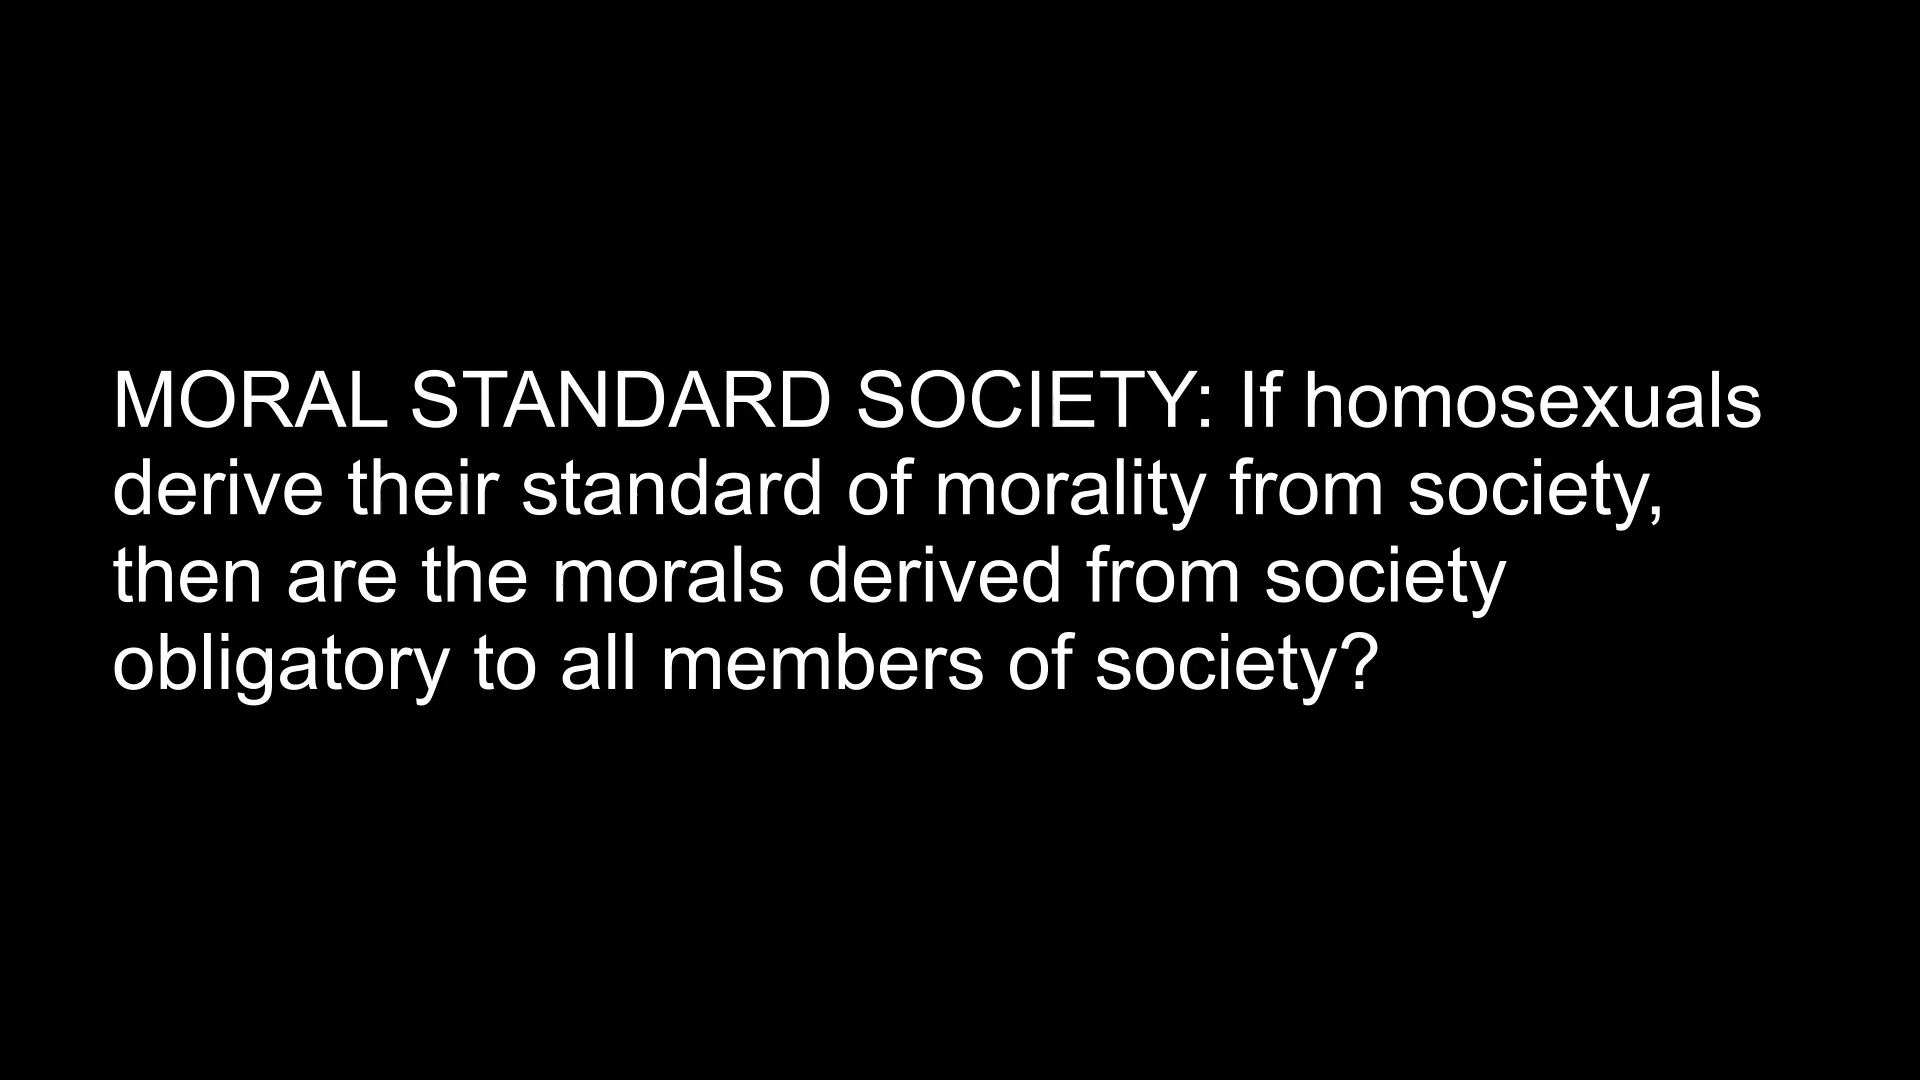 MORAL STANDARD SOCIETY: If homosexuals
derive their standard of morality from society,
then are the morals derived from society
obligatory to all members of society?